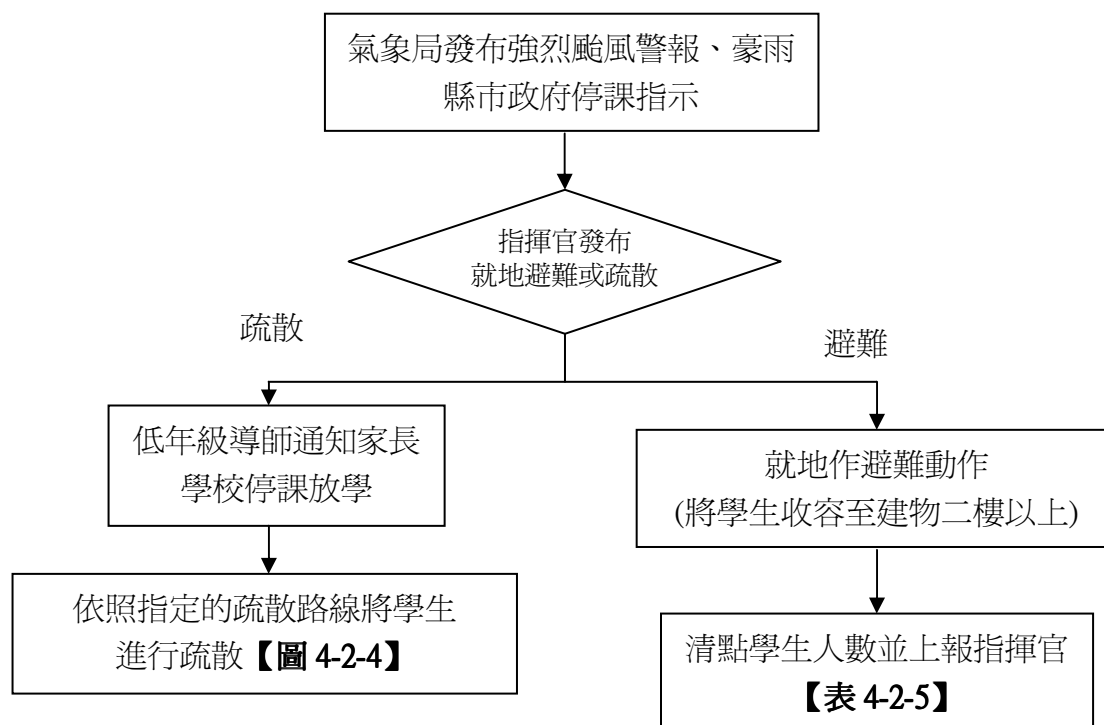 氣象局發布強烈颱風警報、豪雨
縣市政府停課指示
指揮官發布
就地避難或疏散
疏散
避難
低年級導師通知家長
學校停課放學
就地作避難動作
(將學生收容至建物二樓以上)
依照指定的疏散路線將學生
進行疏散【圖 4-2-4】
清點學生人數並上報指揮官
【表 4-2-5】